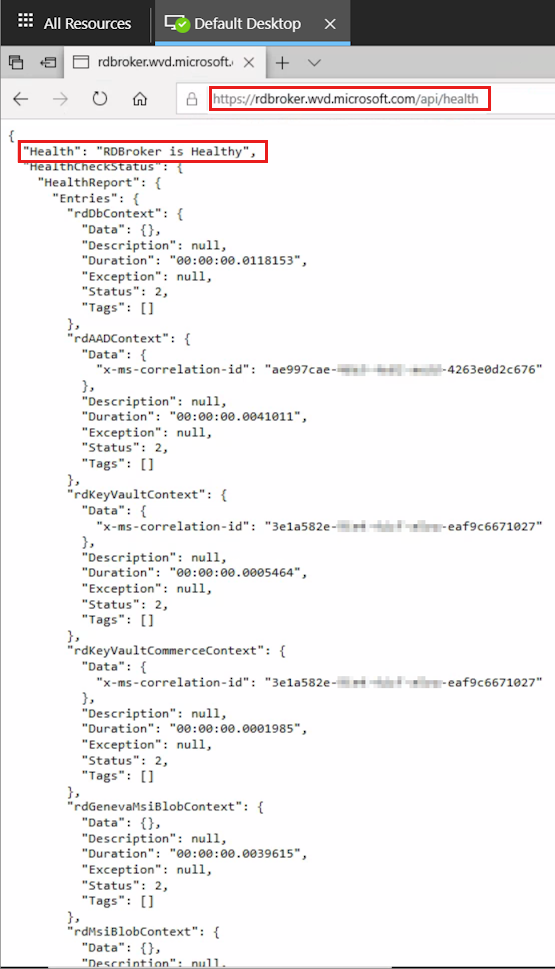 All Resources
Default Desktop
rdbroker.wvd.microsoft.
https://rdbroker.wvd.microsoft.com/api/health
{
"Health": "RDBroker is Healthy",
"HealthCheckStatus": {
"HealthReport": {
"Entries": {
"rdDbContext": {
"Data": {},
"Description": null,
"Duration": "00:00:00.0118153",
"Exception": null,
"Status": 2,
"Tags": []
},
"rdAADContext": {
"Data": {
"x-ms-correlation-id": "ae997cae- -4263e0d2c676"
},
"Description": null,
"Duration": "00:00:00.0041011",
"Exception": null,
"Status": 2,
"Tags": []
},
"rdKeyVaultContext": {
"Data": {
"x-ms-correlation-id": "3e1a582e- -eaf9c6671027"
},
"Description": null,
"Duration": "00:00:00.0005464",
"Exception": null,
"Status": 2,
"Tags": []
},
"rdKeyVaultCommerceContext": {
"Data": {
"x-ms-correlation-id": "3e1a582e- -eaf9c6671027"
},
"Description": null,
"Duration": "00:00:00.0001985",
"Exception": null,
"Status": 2,
"Tags": []
},
"rdGenevaMsiBlobContext": {
"Data": {},
"Description": null,
"Duration": "00:00:00.0039615",
"Exception": null,
"Status": 2,
"Tags": []
},
"rdMsiBlobContext": {
"Data": {},
"Description": null,